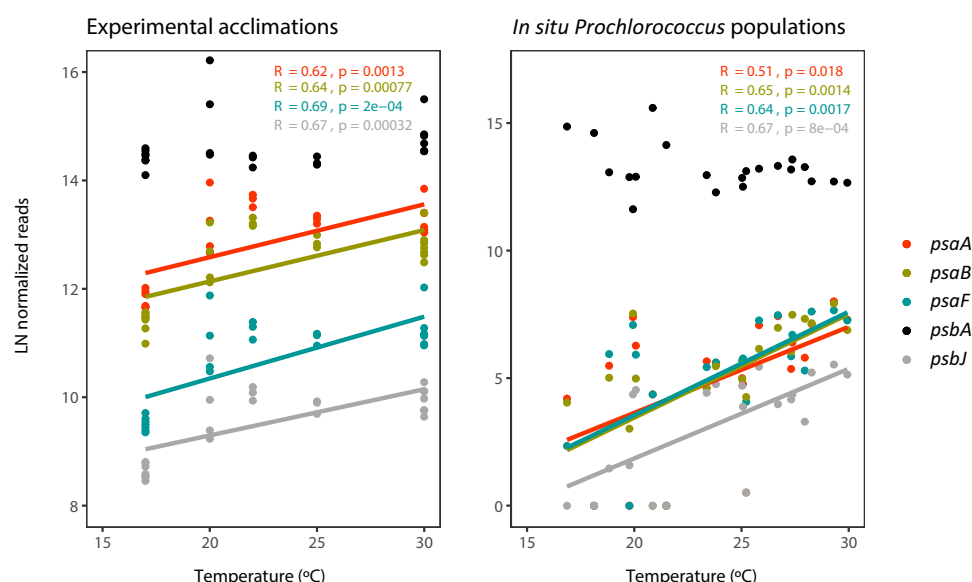 Experimental acclimations
In situ Prochlorococcus populations
LN normalized reads
16
14
12
10
8
R = 0.62 , p = 0.0013
R = 0.64 , p = 0.00077
R = 0.69 , p = 2e−04
R = 0.67 , p = 0.00032
15
20
25
30
Temperature (ºC)
15
10
5
0
R = 0.51 , p = 0.018
R = 0.65 , p = 0.0014
R = 0.64 , p = 0.0017
R = 0.67 , p = 8e−04
15
20
25
30
Temperature (ºC)
psaA
psaB
psaF
psbA
psbJ